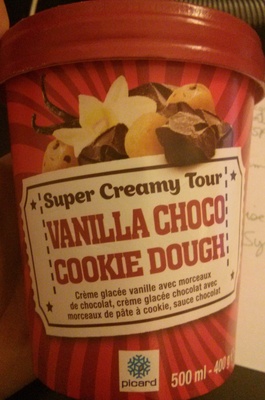 Super Creamy Tour
VANILLA CHOCO
COOKIE DOUGH
Crème glacée vanille avec morceaux
de chocolat, crème glacée chocolat avec
morceaux de pâte à cookie, sauce chocolat
picard
500 ml - 400 g